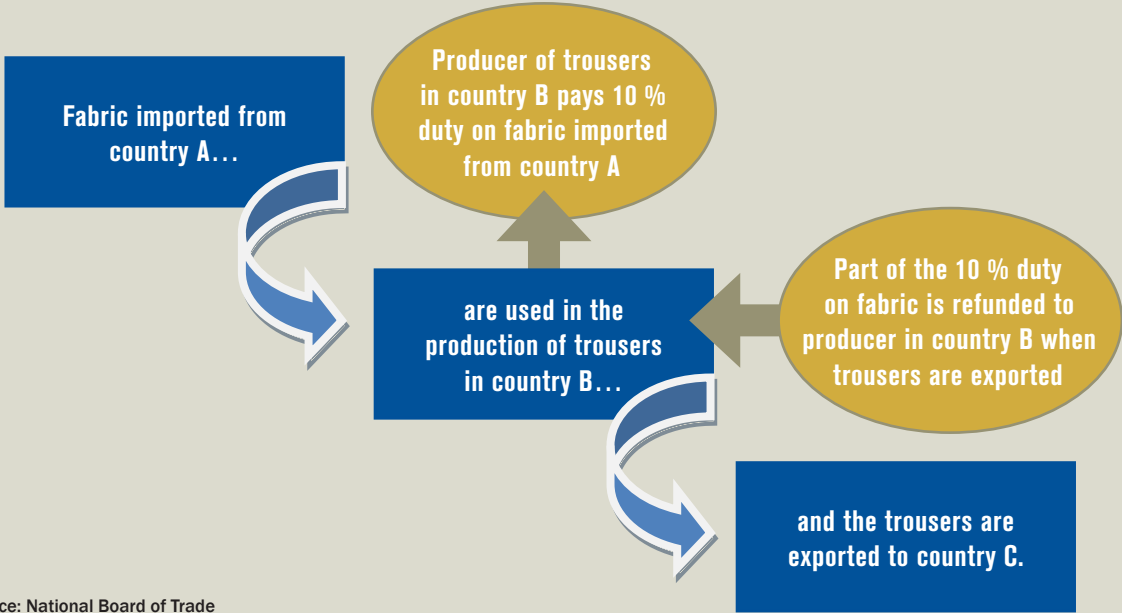 Fabric imported from
country A...
Producer of trousers
in country B pays 10 %
duty on fabric imported
from country A
are used in the
production of trousers
in country B...
Part of the 10 % duty
on fabric is refunded to
producer in country B when
trousers are exported
and the trousers are
exported to country C.
ce: National Board of Trade